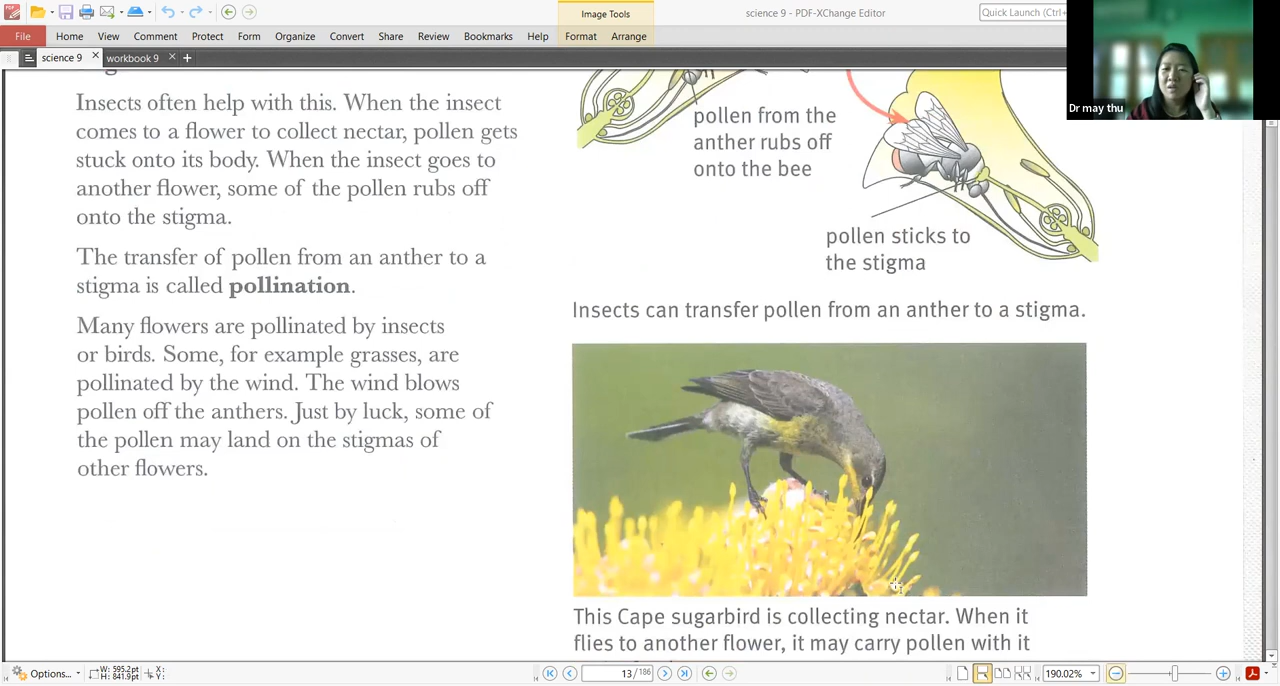 Image Tools
science 9 - PDF-XChange Editor
Quick Launch (Ctrl+
File
Home
View
Comment
Protect
Form
Organize
Convert
Share
Review
Bookmarks
Help
Format
Arrange
science 9
workbook 9
Dr may thu
Insects often help with this. When the insect
comes to a flower to collect nectar, pollen gets
stuck onto its body. When the insect goes to
another flower, some of the pollen rubs off
onto the stigma.
The transfer of pollen from an anther to a
stigma is called pollination.
Many flowers are pollinated by insects
or birds. Some, for example grasses, are
pollinated by the wind. The wind blows
pollen off the anthers. Just by luck, some of
the pollen may land on the stigmas of
other flowers.
pollen from the
anther rubs off
onto the bee
pollen sticks to
the stigma
Insects can transfer pollen from an anther to a stigma.
This Cape sugarbird is collecting nectar. When it
flies to another flower, it may carry pollen with it
Options...
W: 595.2pt
H: 841.9pt
X:
Y:
13 / 186
190.02%